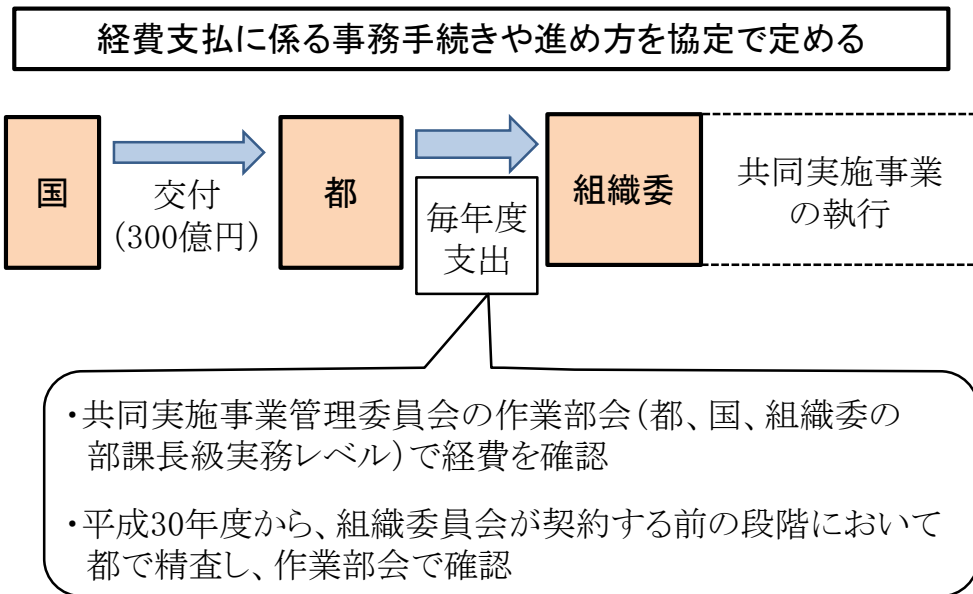 経費支払に係る事務手続きや進め方を協定で定める
国
交付
(300億円)
都
毎年度
支出
組織委
共同実施事業
の執行
・共同実施事業管理委員会の作業部会(都、国、組織委の
部課長級実務レベル)で経費を確認
・平成30年度から、組織委員会が契約する前の段階において
都で精査し、作業部会で確認